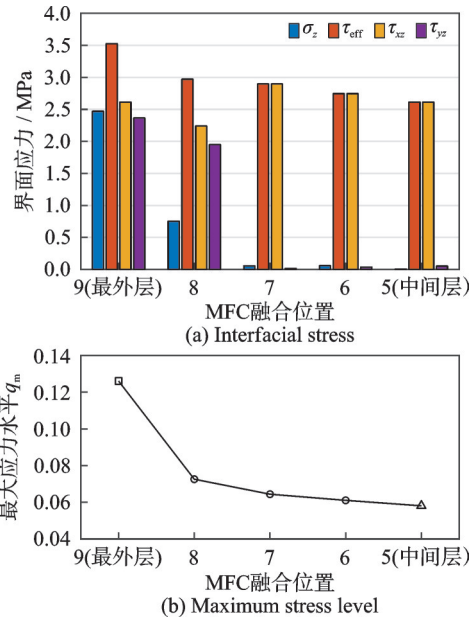 4.0
3.5
3.0
2.5
2.0
1.5
1.0
0.5
0.0
界面应力 / MPa
σz τeff τxz τyz
9(最外层) 8 7 6 5(中间层)
MFC融合位置
(a) Interfacial stress
0.14
0.12
0.10
0.08
0.06
0.04
最大应力水平qm
9(最外层) 8 7 6 5(中间层)
MFC融合位置
(b) Maximum stress level